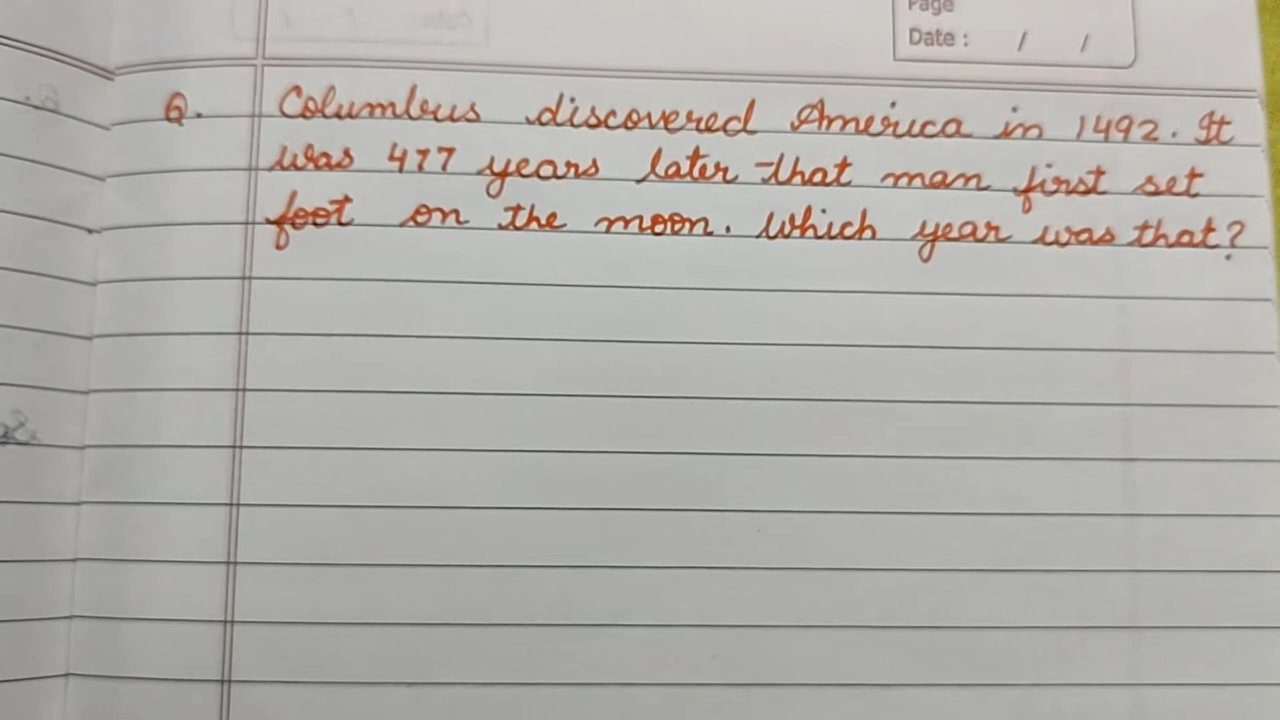 Page
Date : / /
Q. Columbus discovered America in 1492. It
was 477 years later that man first set
foot on the moon. Which year was that?